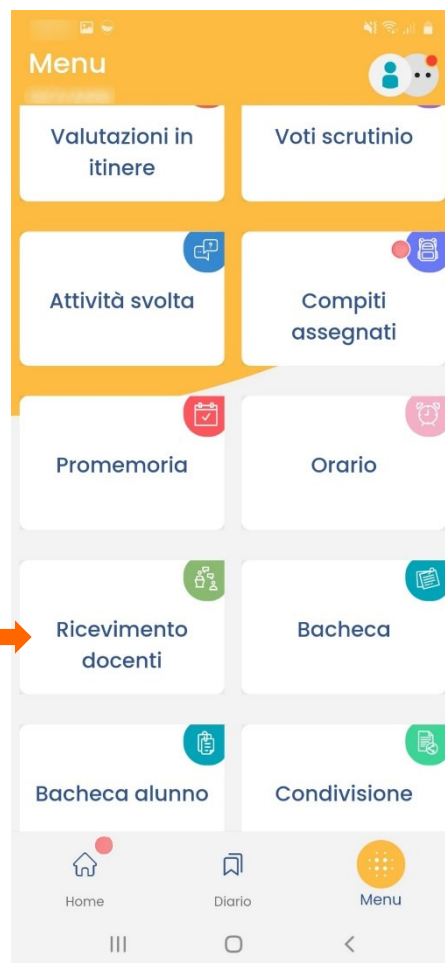 Menu
Valutazioni in
itinere
Voti scrutinio
Attività svolta
Compiti
assegnati
Promemoria
Orario
Ricevimento
docenti
Bacheca
Bacheca alunno
Condivisione
Home
Diario
Menu